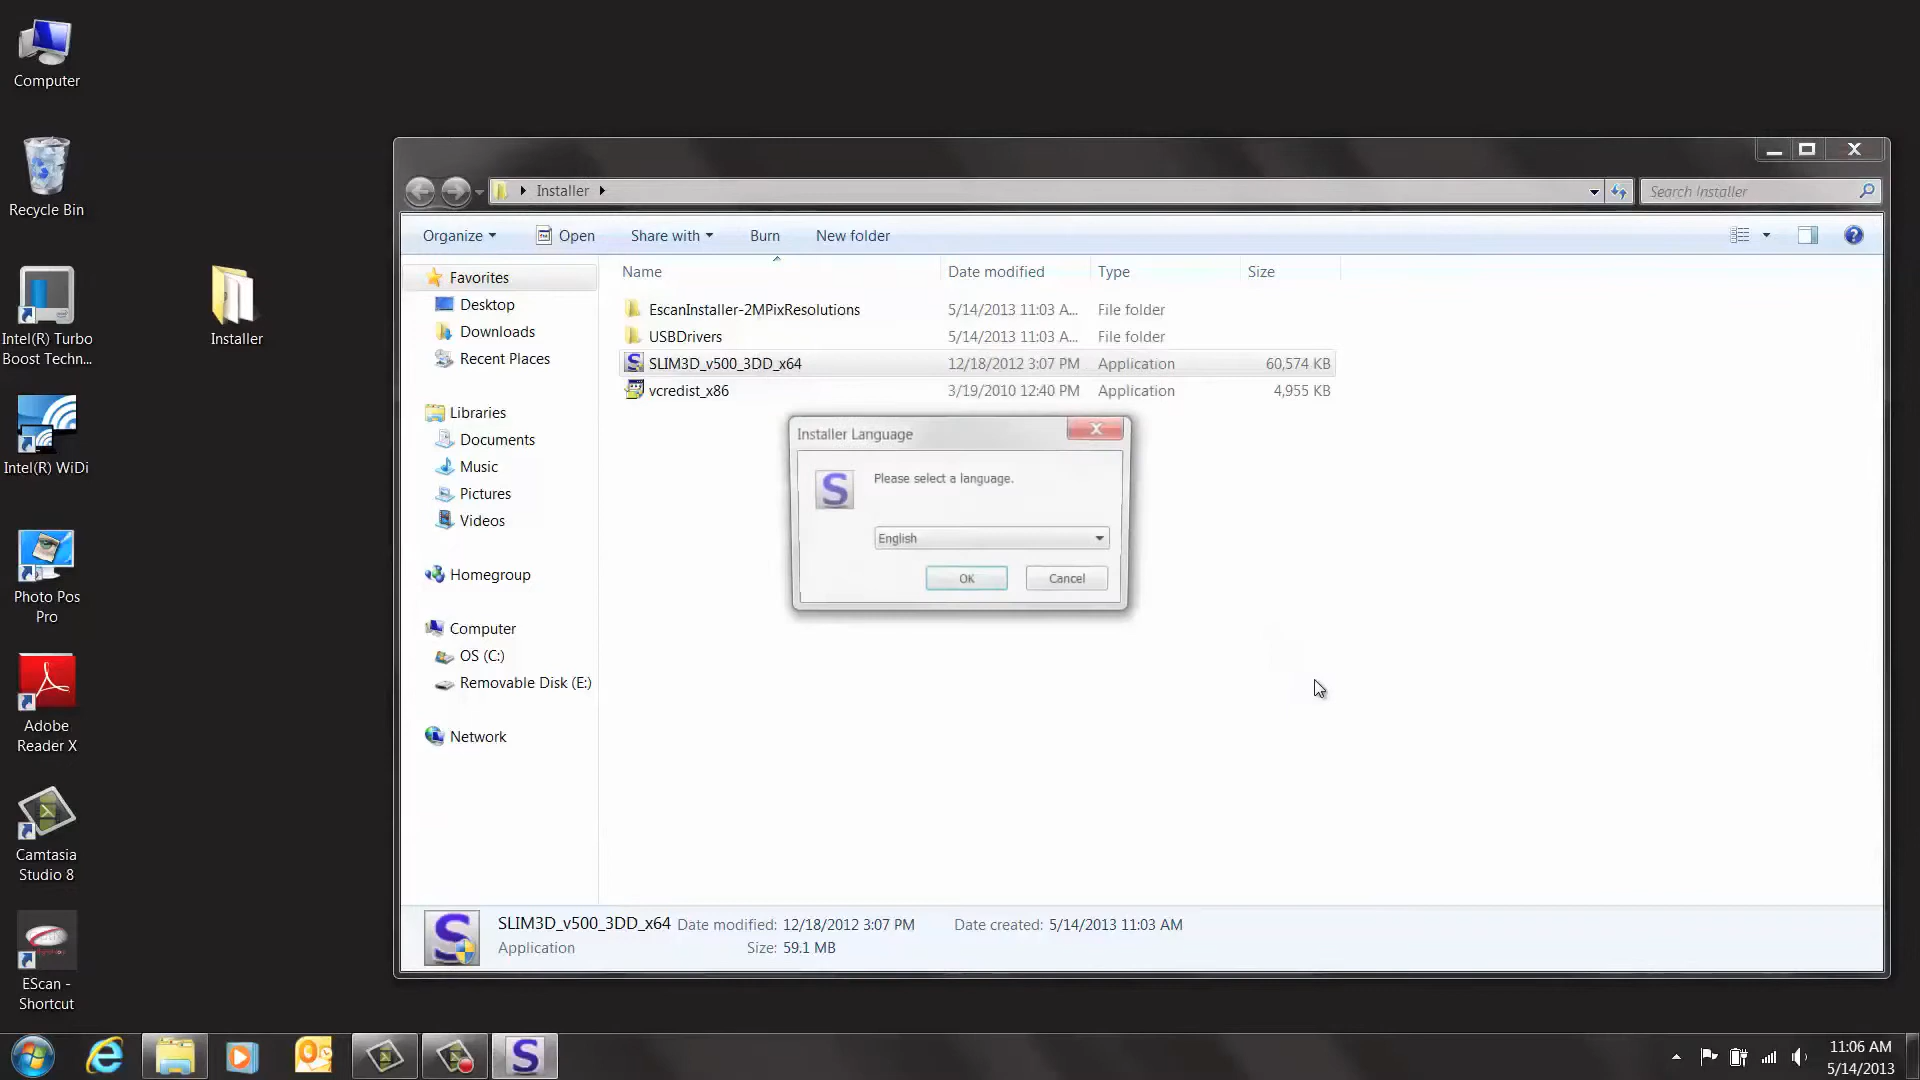 Computer
Recycle Bin
Intel(R) Turbo
Boost Techn...
Intel(R) WiDi
Photo Pos
Pro
Adobe
Reader X
Camtasia
Studio 8
EScan -
Shortcut
Installer
Installer
Search Installer
Organize
Open
Share with
Burn
New folder
Name
Date modified
Type
Size
Favorites
Desktop
Downloads
Recent Places
Libraries
Documents
Music
Pictures
Videos
Homegroup
Computer
OS (C:)
Removable Disk (E:)
Network
EscanInstaller-2MPixResolutions 5/14/2013 11:03 A... File folder
USBDrivers 5/14/2013 11:03 A... File folder
SLIM3D_v500_3DD_x64 12/18/2012 3:07 PM Application 60,574 KB
vcredist_x86 3/19/2010 12:40 PM Application 4,955 KB
Installer Language
S
Please select a language.
English
OK
Cancel
S
SLIM3D_v500_3DD_x64 Date modified: 12/18/2012 3:07 PM Date created: 5/14/2013 11:03 AM
Application Size: 59.1 MB
S
11:06 AM
5/14/2013